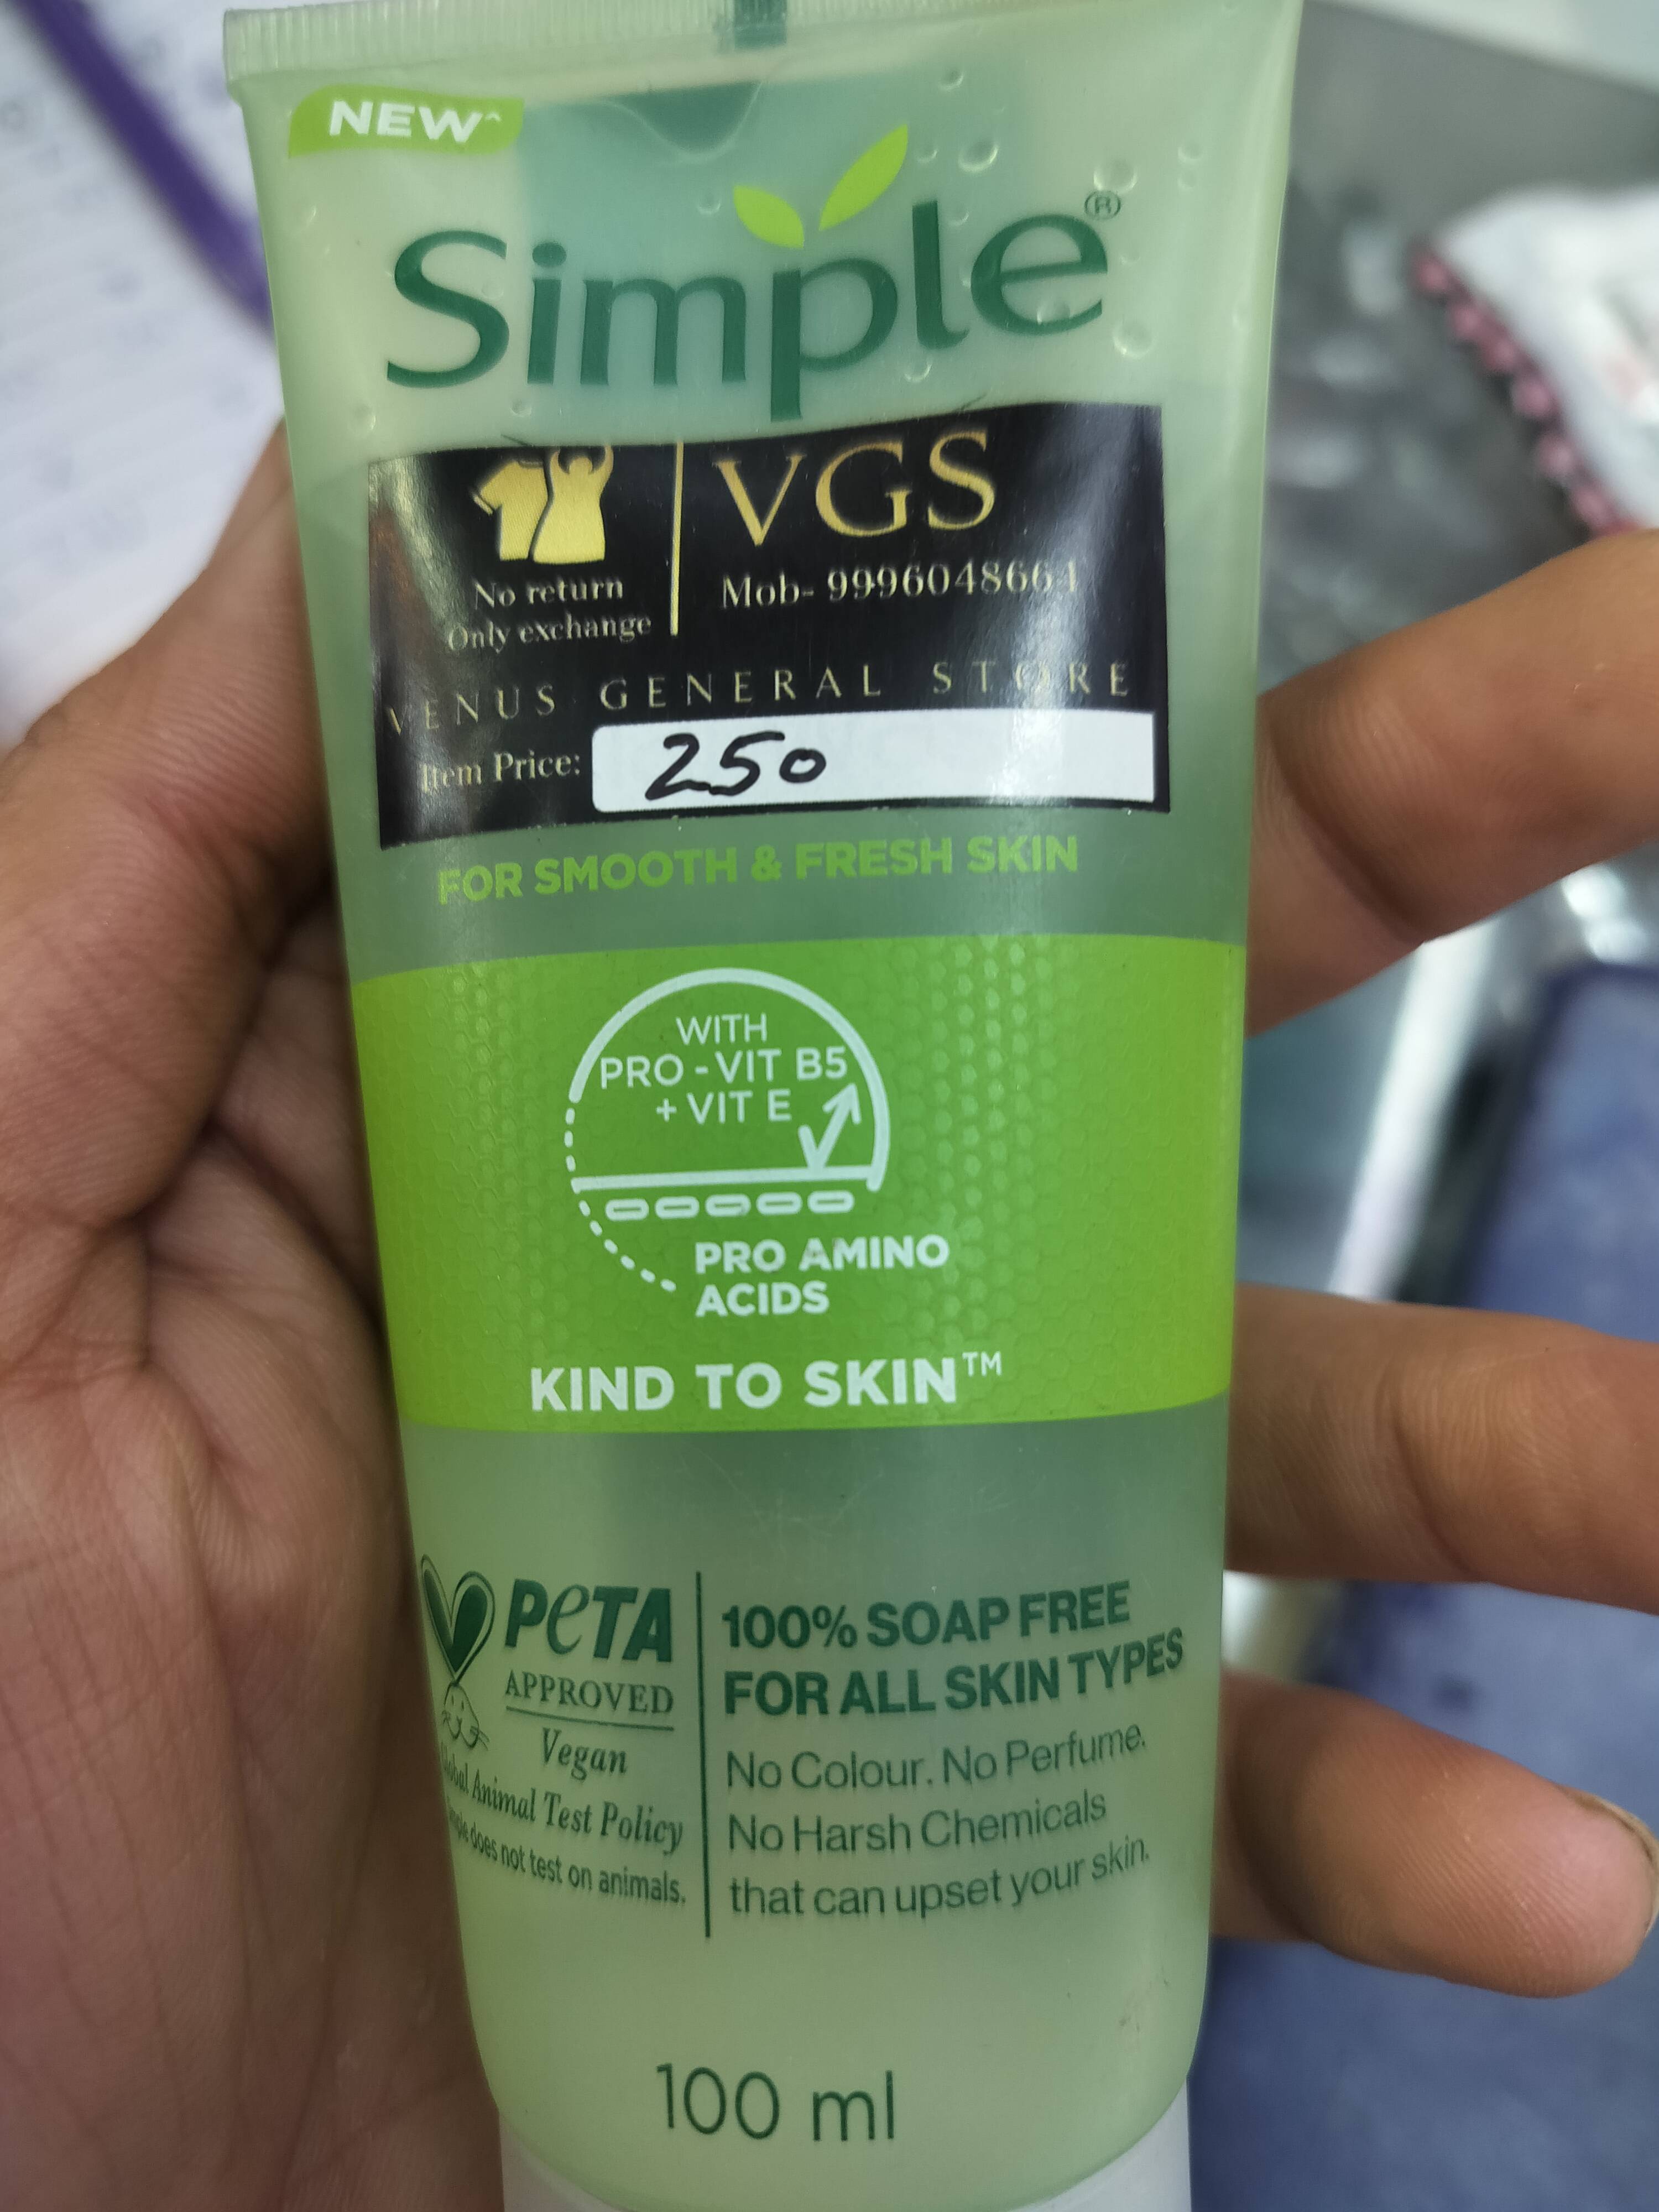 NEW^
Simple®
No return
Only exchange
VGS
Mob- 9996048664
VENUS GENERAL STORE
Item Price: 250
FOR SMOOTH & FRESH SKIN
WITH
PRO-VIT B5
+ VIT E
PRO AMINO
ACIDS
KIND TO SKIN™
PeTA
APPROVED
Vegan
Global Animal Test Policy
does not test on animals.
100% SOAP FREE
FOR ALL SKIN TYPES
No Colour. No Perfume.
No Harsh Chemicals
that can upset your skin.
100 ml